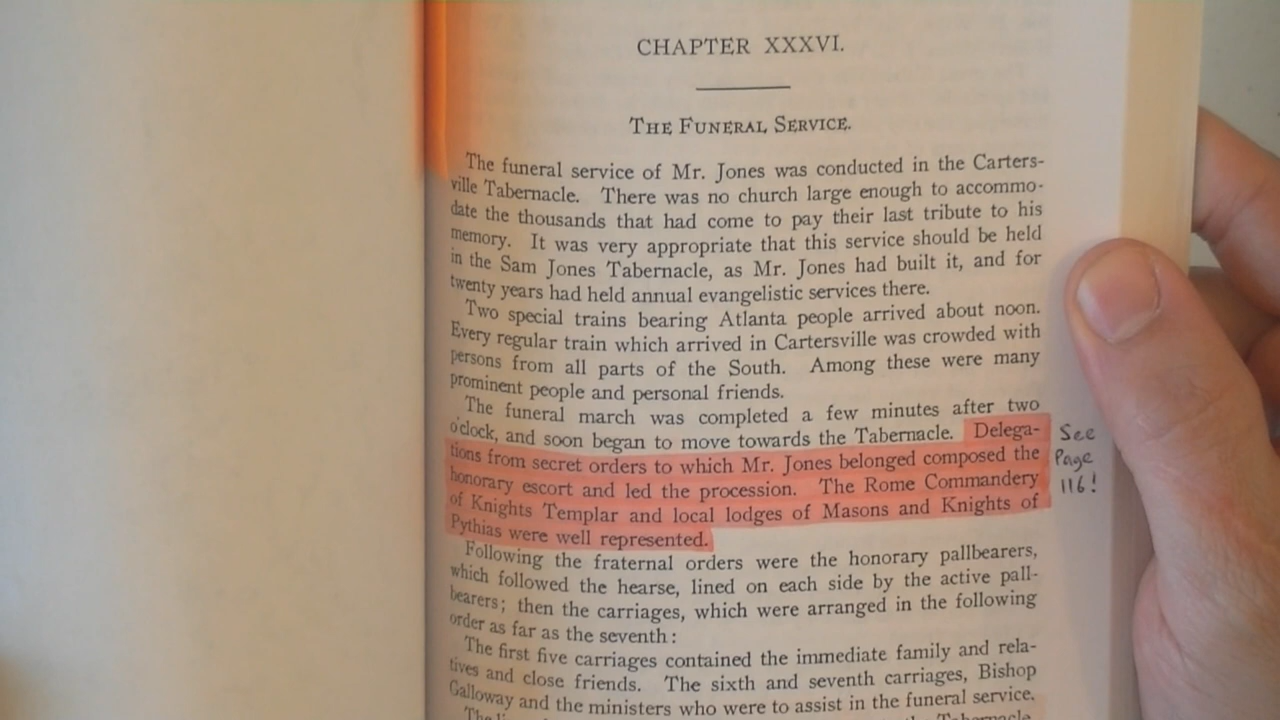 CHAPTER XXXVI.
THE FUNERAL SERVICE.
The funeral service of Mr. Jones was conducted in the Carters-
ville Tabernacle. There was no church large enough to accommo-
date the thousands that had come to pay their last tribute to his
memory. It was very appropriate that this service should be held
in the Sam Jones Tabernacle, as Mr. Jones had built it, and for
twenty years had held annual evangelistic services there.
Two special trains bearing Atlanta people arrived about noon.
Every regular train which arrived in Cartersville was crowded with
persons from all parts of the South. Among these were many
prominent people and personal friends.
The funeral march was completed a few minutes after two
o'clock, and soon began to move towards the Tabernacle. Delega-
tions from secret orders to which Mr. Jones belonged composed the
honorary escort and led the procession. The Rome Commandery
of Knights Templar and local lodges of Masons and Knights of
Pythias were well represented.
See
Page
116!
Following the fraternal orders were the honorary pallbearers,
which followed the hearse, lined on each side by the active pall-
bearers; then the carriages, which were arranged in the following
order as far as the seventh:
The first five carriages contained the immediate family and rela-
tives and close friends. The sixth and seventh carriages, Bishop
Galloway and the ministers who were to assist in the funeral service.
The Tabernacle